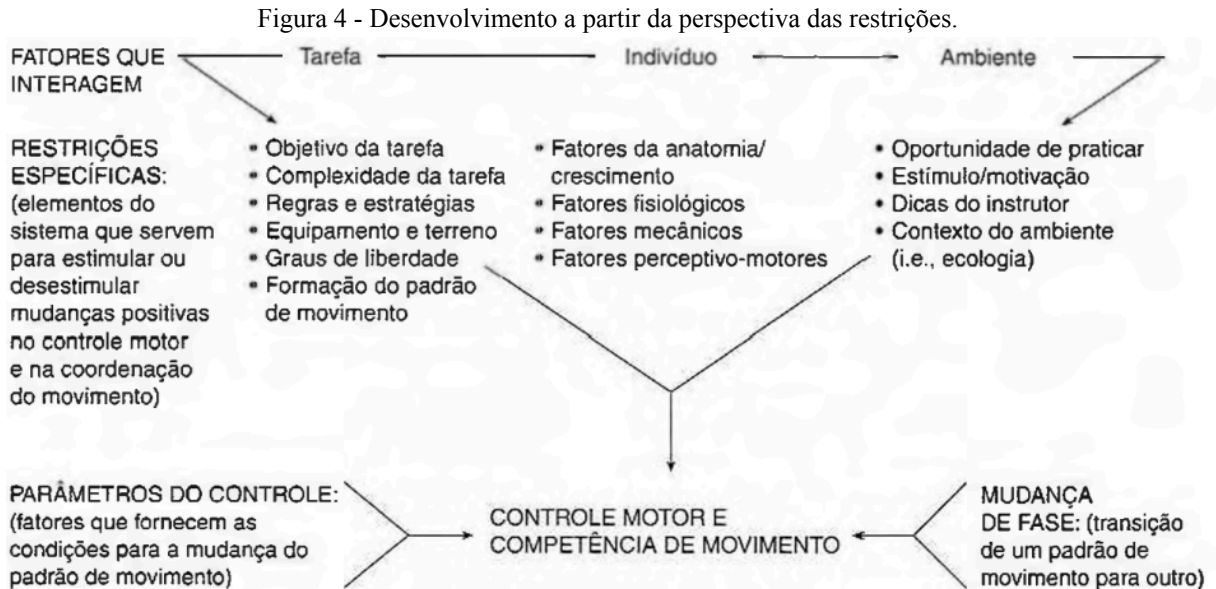 Figura 4 - Desenvolvimento a partir da perspectiva das restrições.
FATORES QUE
INTERAGEM
Tarefa
Indivíduo
Ambiente
RESTRIÇÕES
ESPECÍFICAS:
(elementos do
sistema que servem
para estimular ou
desestimular
mudanças positivas
no controle motor
e na coordenação
do movimento)
• Objetivo da tarefa
• Complexidade da tarefa
• Regras e estratégias
• Equipamento e terreno
• Graus de liberdade
• Formação do padrão
de movimento
• Fatores da anatomia/
crescimento
• Fatores fisiológicos
• Fatores mecânicos
• Fatores perceptivo-motores
• Oportunidade de praticar
• Estímulo/motivação
• Dicas do instrutor
• Contexto do ambiente
(i.e., ecologia)
PARÂMETROS DO CONTROLE:
(fatores que fornecem as
condições para a mudança do
padrão de movimento)
CONTROLE MOTOR E
COMPETÊNCIA DE MOVIMENTO
MUDANÇA
DE FASE: (transição
de um padrão de
movimento para outro)